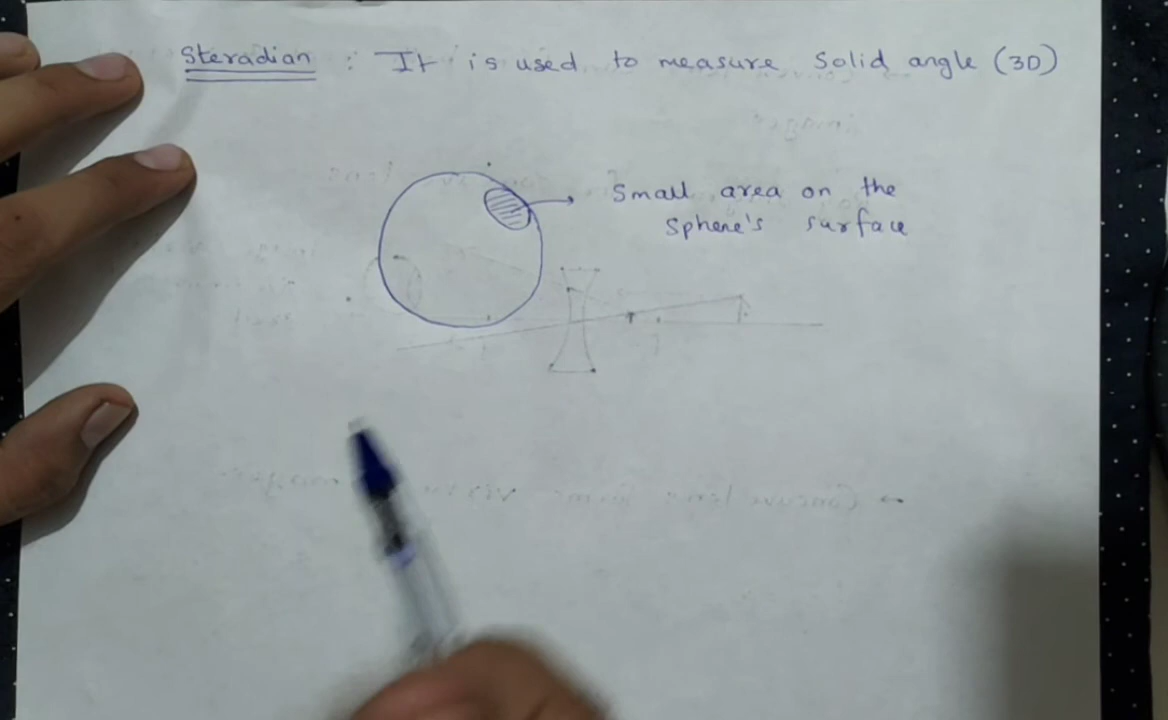 Steradian : It is used to measure Solid angle (3D)
Small area on the
Sphere's surface